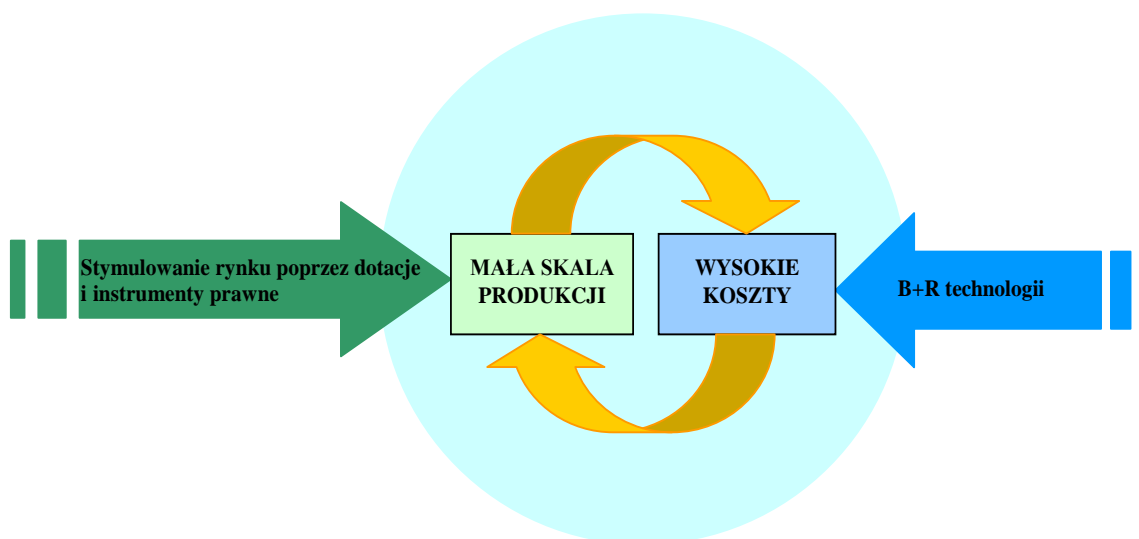 Stymulowanie rynku poprzez dotacje
i instrumenty prawne
MAŁA SKALA
PRODUKCJI
WYSOKIE
KOSZTY
B+R technologii